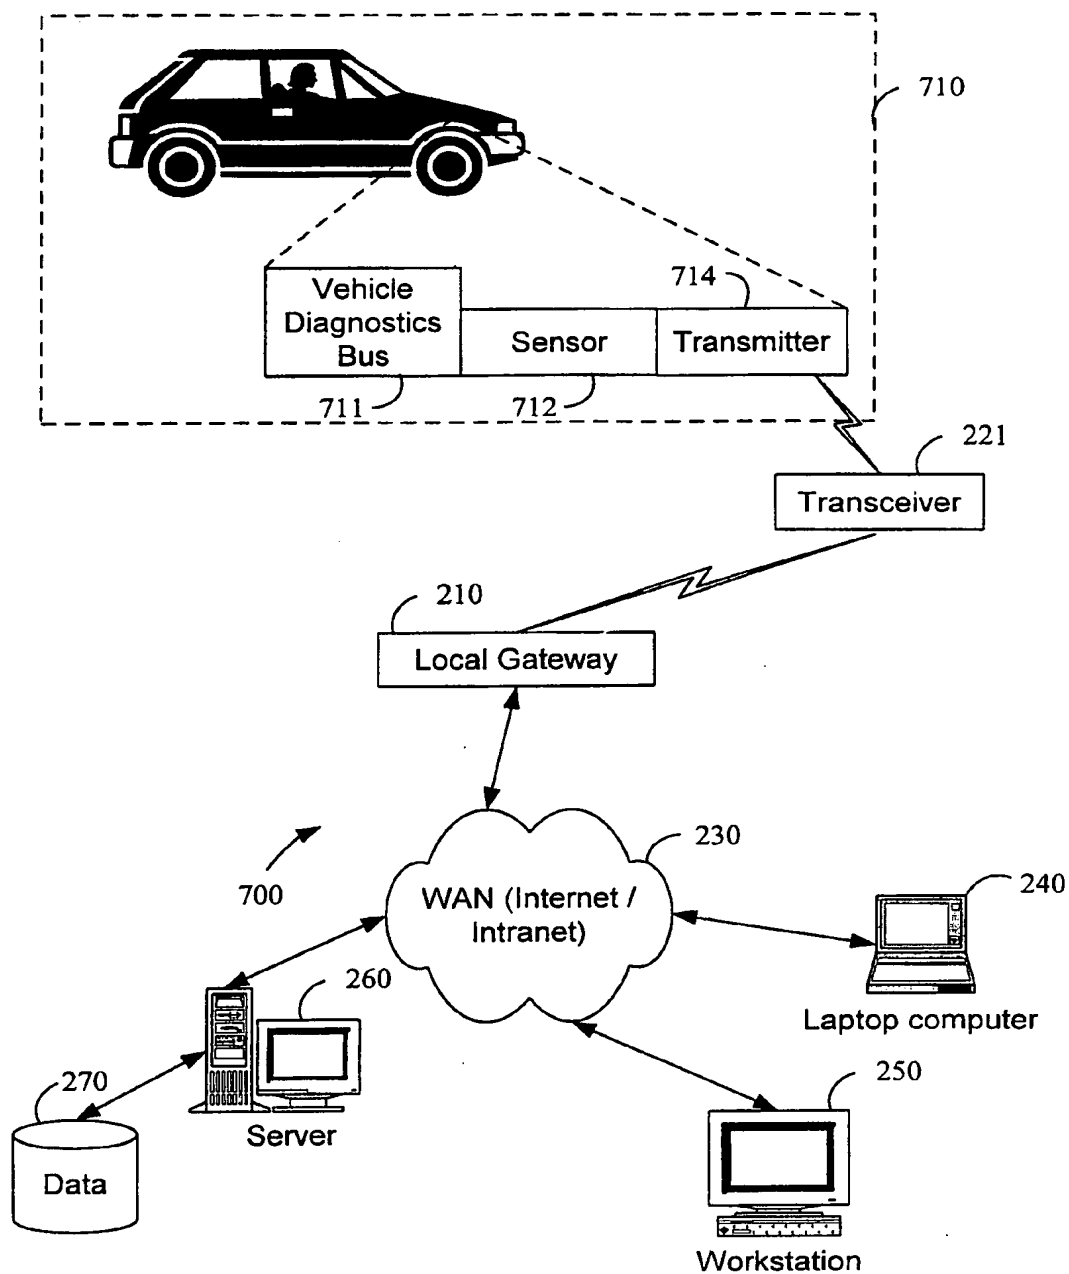 710
Vehicle
Diagnostics
Bus
Sensor
714
Transmitter
711
712
221
Transceiver
210
Local Gateway
230
WAN (Internet /
Intranet)
700
240
Laptop computer
260
Server
270
Data
250
Workstation